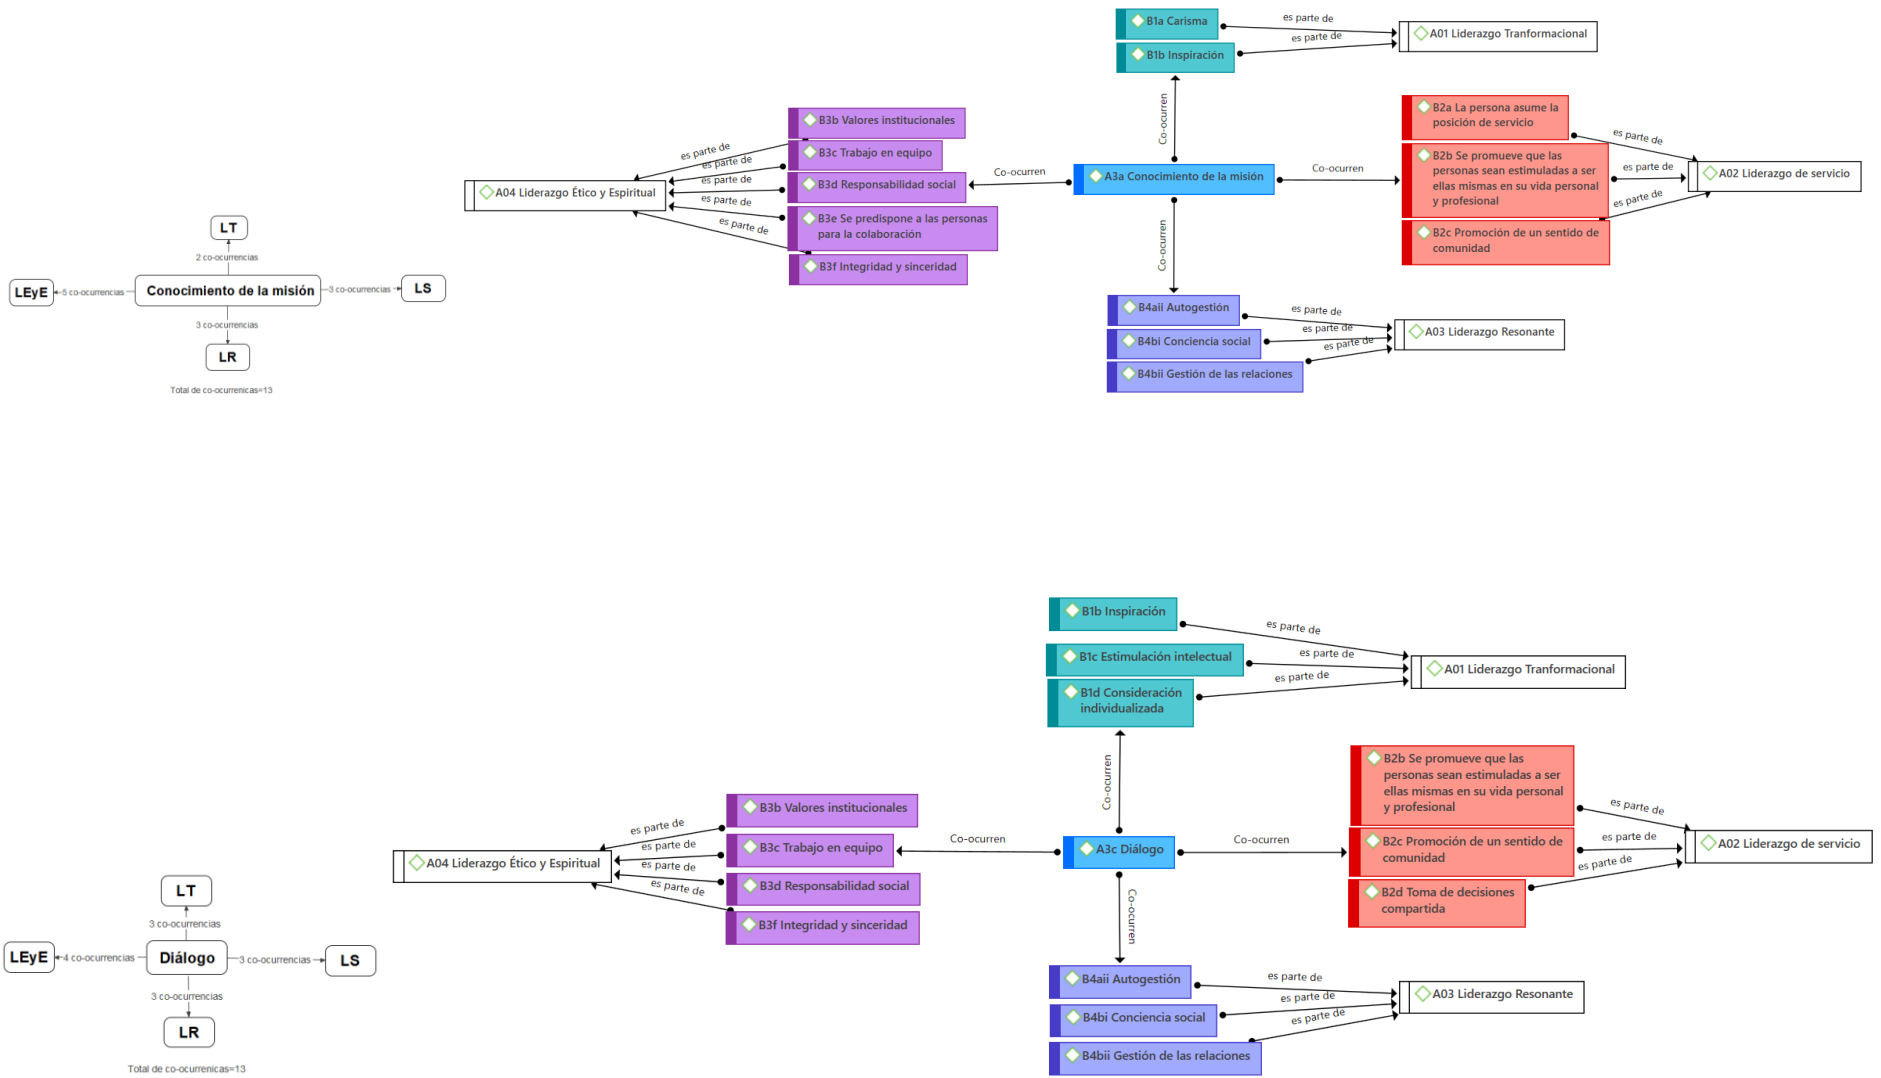 B1a Carisma
es parte de
A01 Liderazgo Tranformacional
es parte de
B1b Inspiración
Co-ocurren
B2a La persona asume la
posición de servicio
es parte de
B2b Se promueve que las
personas sean estimuladas a ser
ellas mismas en su vida personal
y profesional
es parte de
A02 Liderazgo de servicio
es parte de
B2c Promoción de un sentido de
comunidad
B3b Valores institucionales
es parte de
B3c Trabajo en equipo
es parte de
B3d Responsabilidad social
es parte de
A04 Liderazgo Ético y Espiritual
es parte de
B3e Se predispone a las personas
para la colaboración
es parte de
B3f Integridad y sinceridad
Co-ocurren
A3a Conocimiento de la misión
Co-ocurren
Co-ocurren
B4aii Autogestión
es parte de
B4bi Conciencia social
es parte de
A03 Liderazgo Resonante
es parte de
B4bii Gestión de las relaciones
LT
2 co-ocurrencias
LEyE
5 co-ocurrencias
Conocimiento de la misión
3 co-ocurrencias
LS
3 co-ocurrencias
LR
Total de co-ocurrenicas=13
B1b Inspiración
es parte de
B1c Estimulación intelectual
es parte de
A01 Liderazgo Tranformacional
es parte de
B1d Consideración
individualizada
Co-ocurren
B2b Se promueve que las
personas sean estimuladas a ser
ellas mismas en su vida personal
y profesional
es parte de
B2c Promoción de un sentido de
comunidad
es parte de
A02 Liderazgo de servicio
es parte de
B2d Toma de decisiones
compartida
B3b Valores institucionales
es parte de
B3c Trabajo en equipo
es parte de
A04 Liderazgo Ético y Espiritual
es parte de
B3d Responsabilidad social
es parte de
B3f Integridad y sinceridad
Co-ocurren
A3c Diálogo
Co-ocurren
Co-ocurren
B4aii Autogestión
es parte de
B4bi Conciencia social
es parte de
A03 Liderazgo Resonante
es parte de
B4bii Gestión de las relaciones
LT
3 co-ocurrencias
LEyE
4 co-ocurrencias
Diálogo
3 co-ocurrencias
LS
3 co-ocurrencias
LR
Total de co-ocurrenicas=13